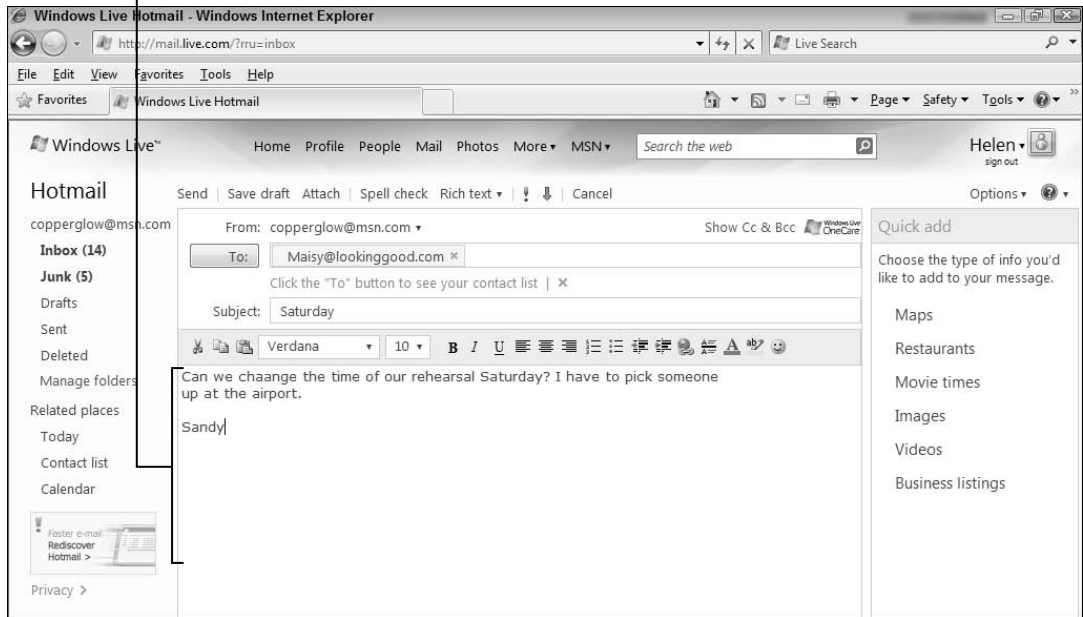 Windows Live Hotmail - Windows Internet Explorer
http://mail.live.com/?rru=inbox
Live Search
File Edit View Favorites Tools Help
Favorites Windows Live Hotmail Page Safety Tools
Windows Live™ Home Profile People Mail Photos More MSN Search the web Helen
sign out
Hotmail Send | Save draft Attach | Spell check Rich text | Cancel Options
copperglow@msn.com From: copperglow@msn.com Show Cc & Bcc Windows Live OneCare Quick add
Inbox (14) To: Maisy@lookinggood.com × Choose the type of info you'd
Junk (5) Click the "To" button to see your contact list | × like to add to your message.
Drafts Subject: Saturday Maps
Sent
Deleted Verdana 10 B I U A Restaurants
Manage folders Can we chaange the time of our rehearsal Saturday? I have to pick someone Movie times
up at the airport.
Related places Images
Today Sandy Videos
Contact list
Calendar Business listings
Faster e-mail
Rediscover
Hotmail >
Privacy >